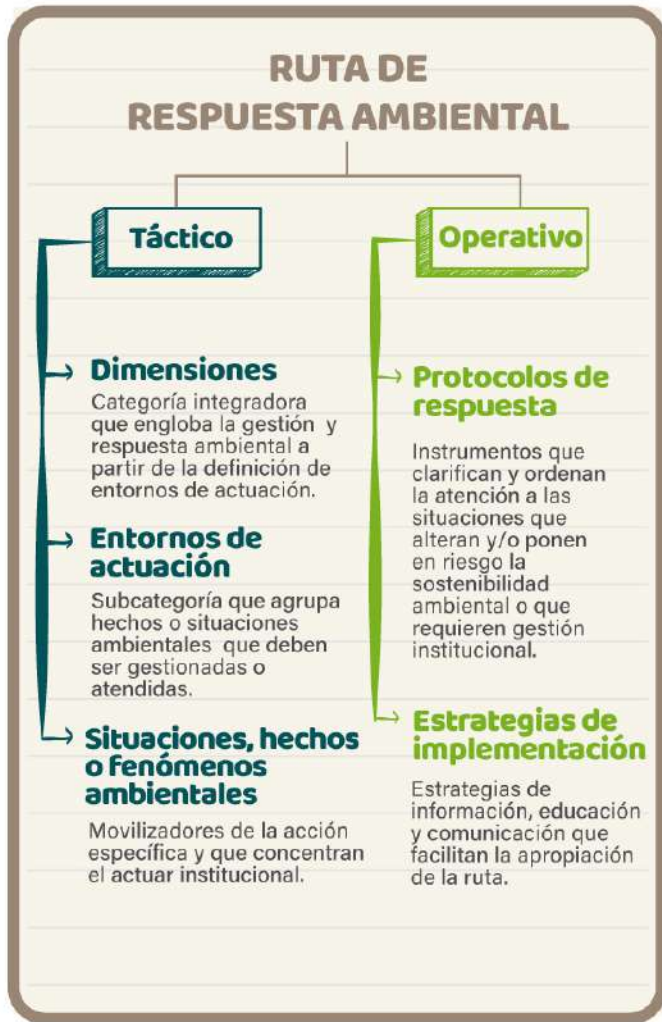 RUTA DE
RESPUESTA AMBIENTAL
Táctico
Dimensiones
Categoría integradora
que engloba la gestión y
respuesta ambiental a
partir de la definición de
entornos de actuación.
Entornos de
actuación
Subcategoría que agrupa
hechos o situaciones
ambientales que deben
ser gestionadas o
atendidas.
Situaciones, hechos
o fenómenos
ambientales
Movilizadores de la acción
específica y que concentran
el actuar institucional.
Operativo
Protocolos de
respuesta
Instrumentos que
clarifican y ordenan
la atención a las
situaciones que
alteran y/o ponen
en riesgo la
sostenibilidad
ambiental o que
requieren gestión
institucional.
Estrategias de
implementación
Estrategias de
información, educación
y comunicación que
facilitan la apropiación
de la ruta.